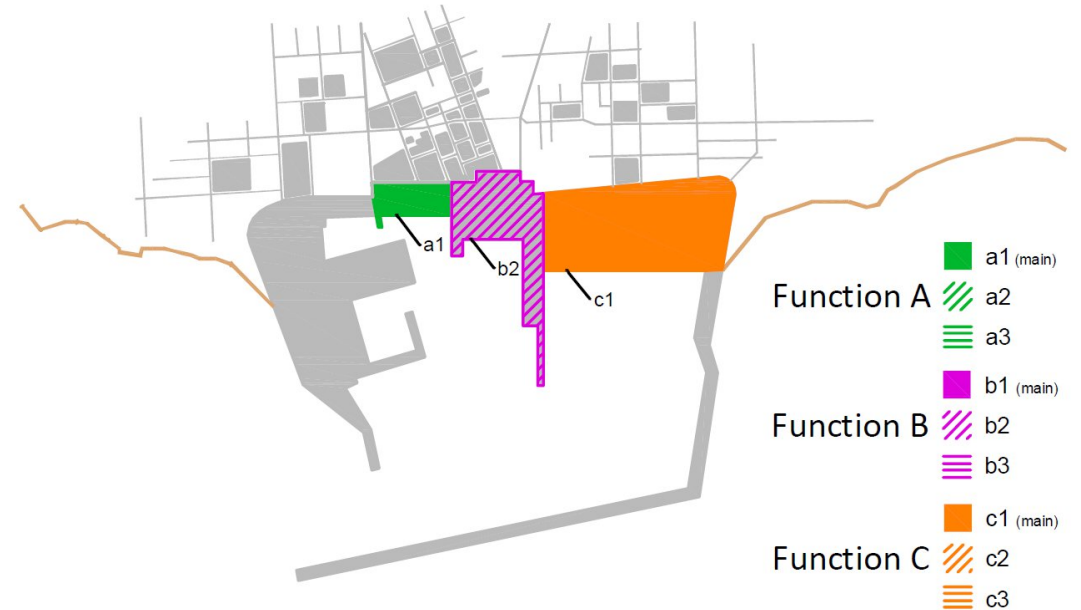 a1
b2
c1
Function A
a1 (main)
a2
a3
Function B
b1 (main)
b2
b3
Function C
c1 (main)
c2
c3